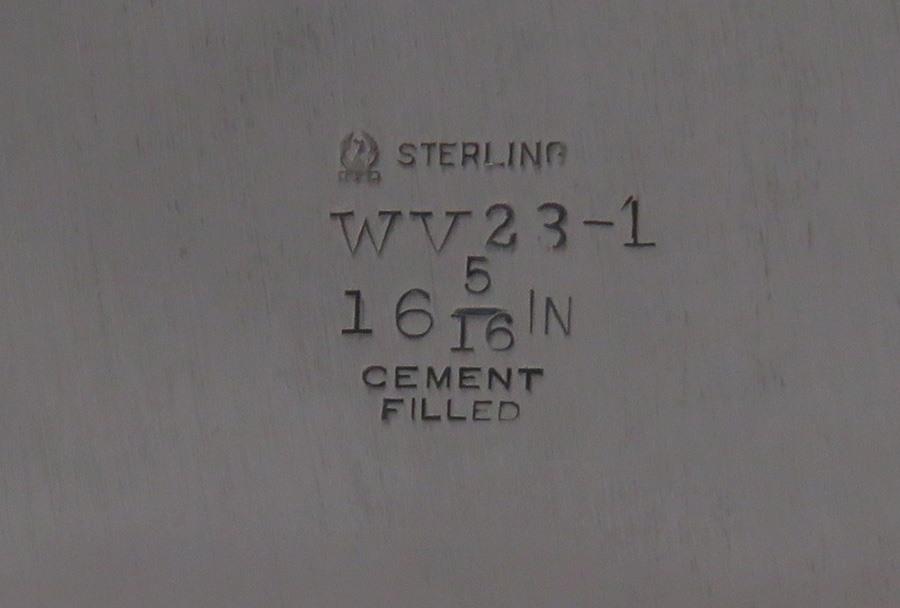 STERLING
WV23-1
16 5/16 IN
CEMENT
FILLED